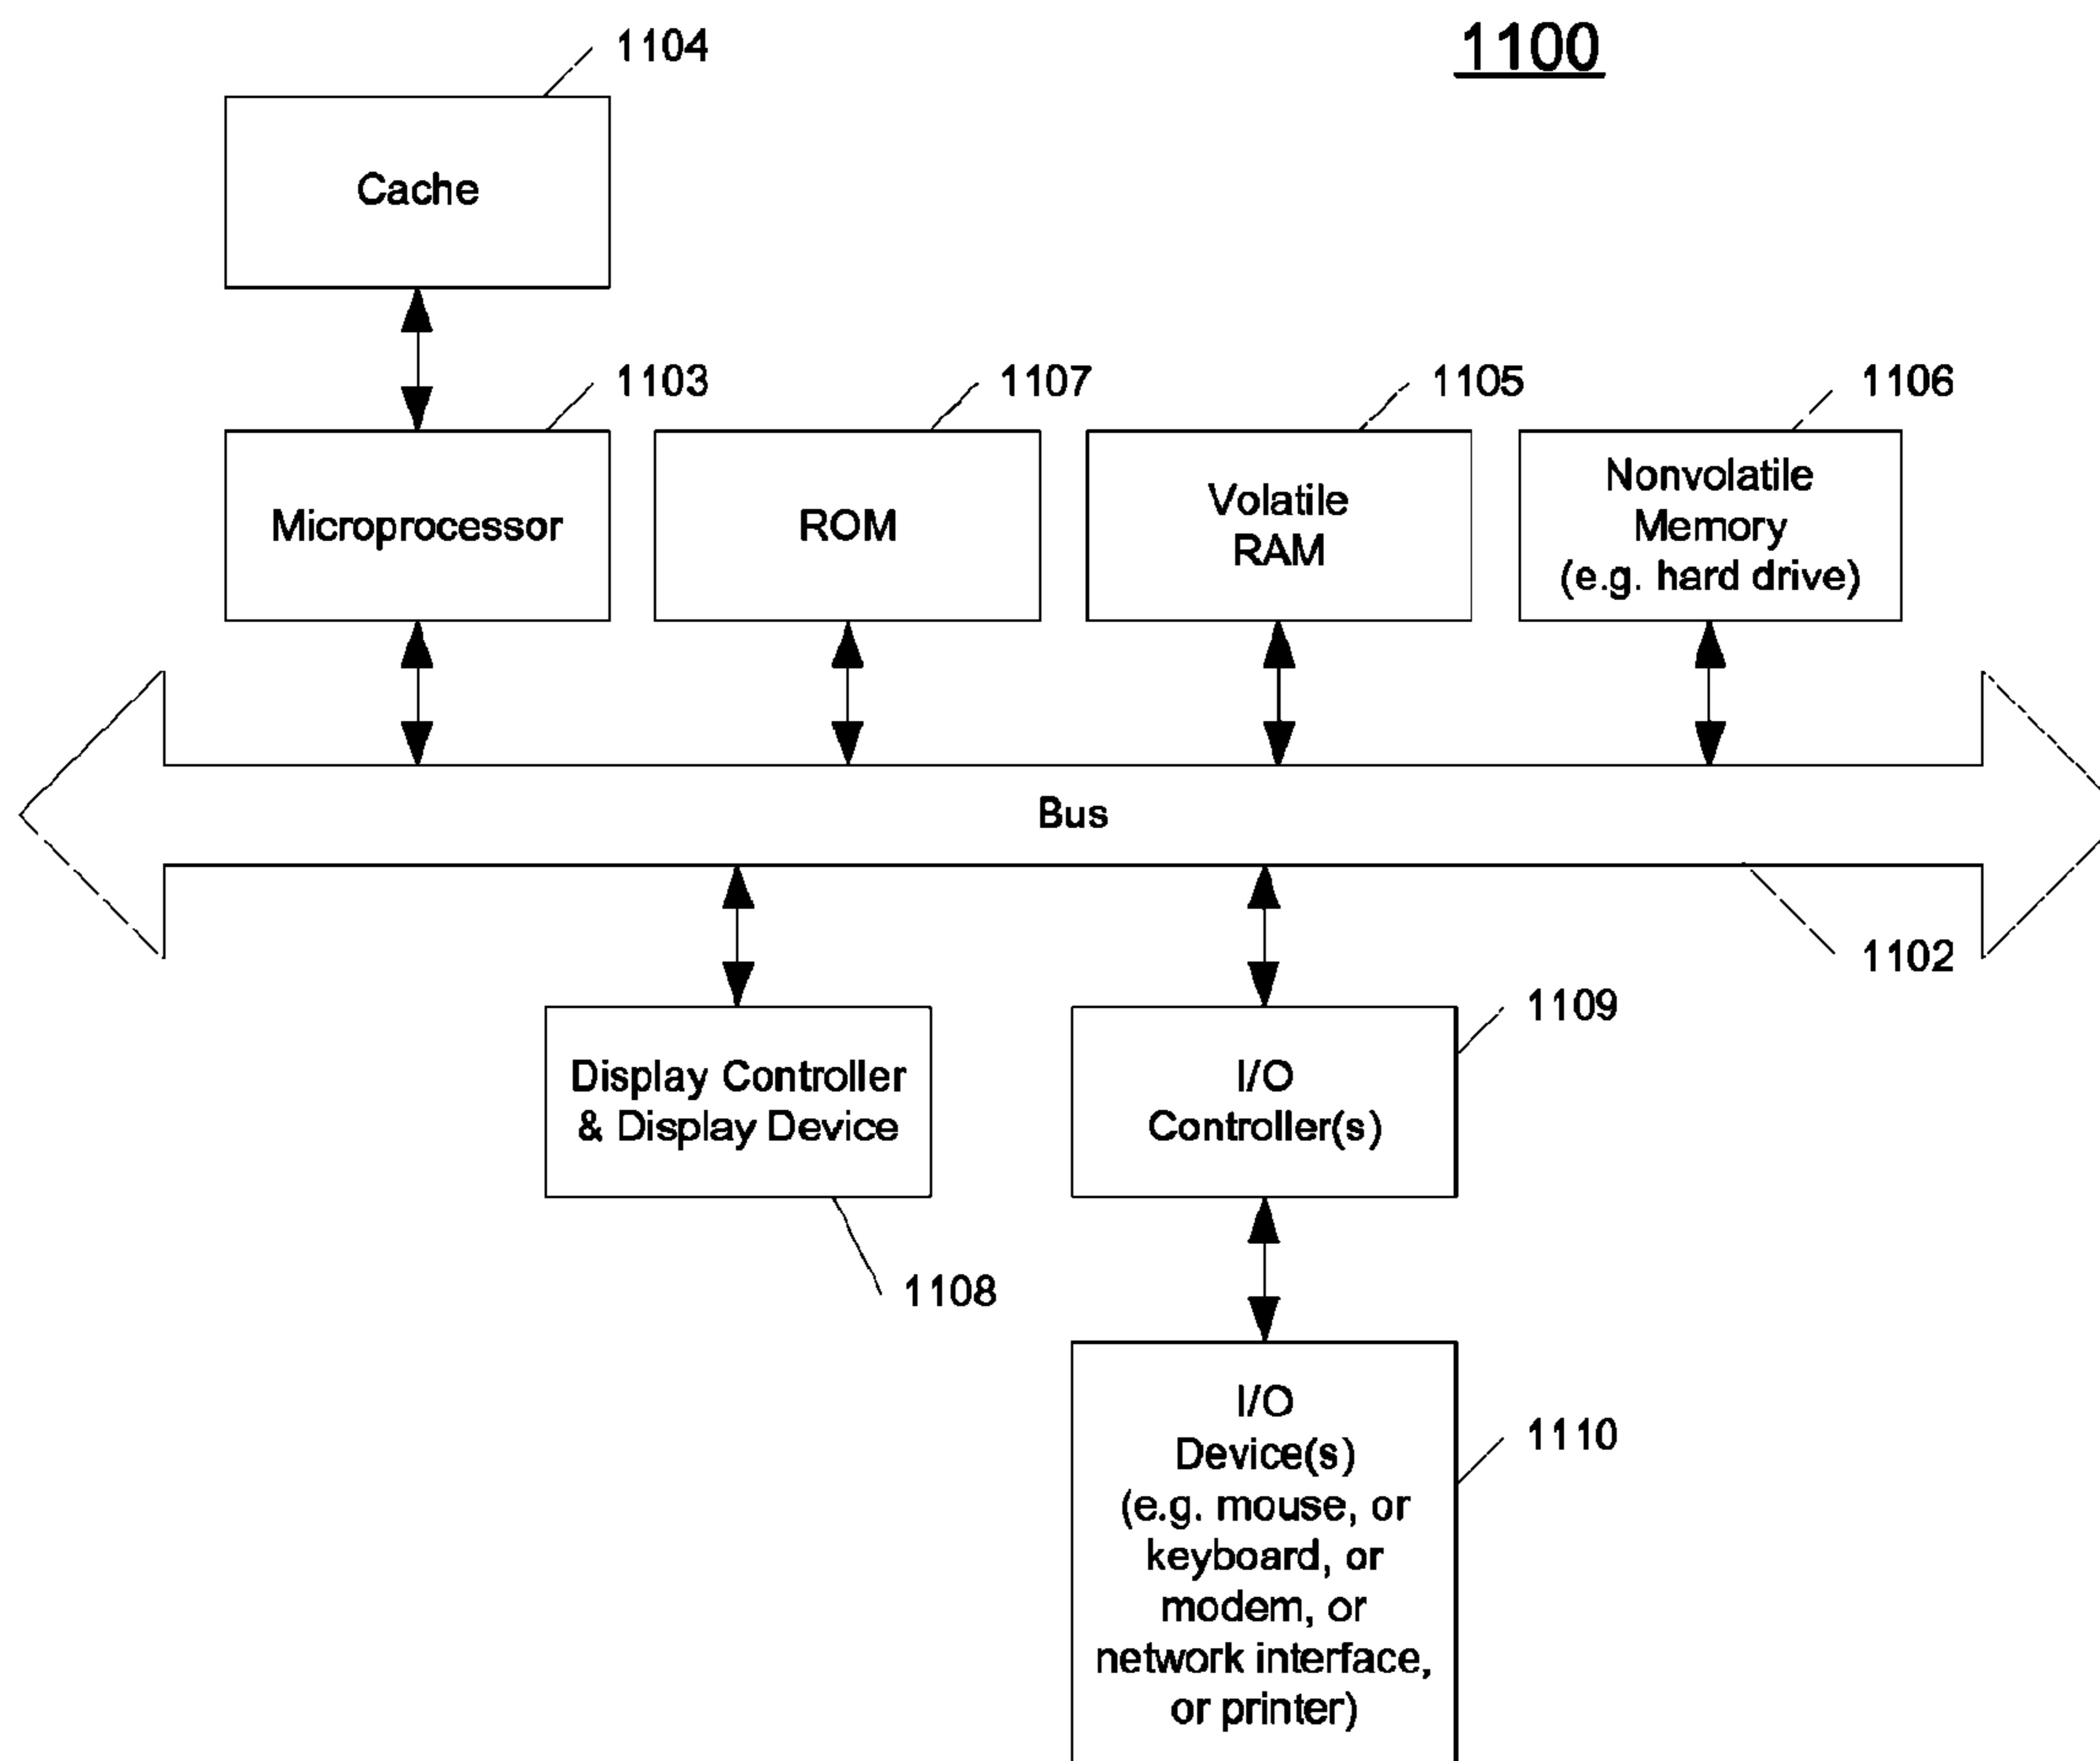 1104
1100
Cache
1103
1107
1105
1106
Microprocessor
ROM
Volatile
RAM
Nonvolatile
Memory
(e.g. hard drive)
Bus
1102
1109
Display Controller
& Display Device
I/O
Controller(s)
1108
I/O
Device(s)
(e.g. mouse, or
keyboard, or
modem, or
network interface,
or printer)
1110